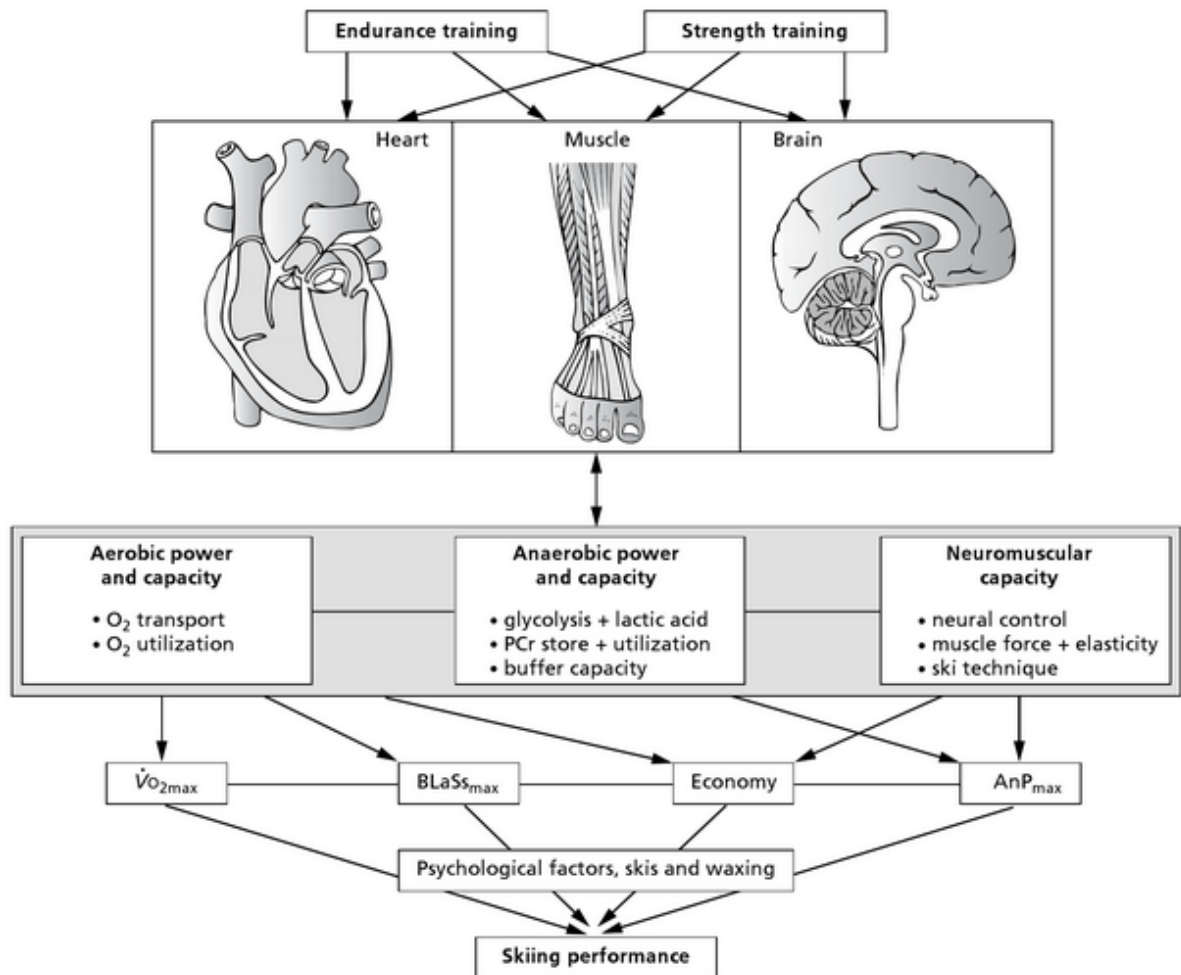 Endurance training
Strength training
Heart
Muscle
Brain
Aerobic power
and capacity
• O₂ transport
• O₂ utilization
Anaerobic power
and capacity
• glycolysis + lactic acid
• PCr store + utilization
• buffer capacity
Neuromuscular
capacity
• neural control
• muscle force + elasticity
• ski technique
V̇O₂max
BLaSsmax
Economy
AnPmax
Psychological factors, skis and waxing
Skiing performance